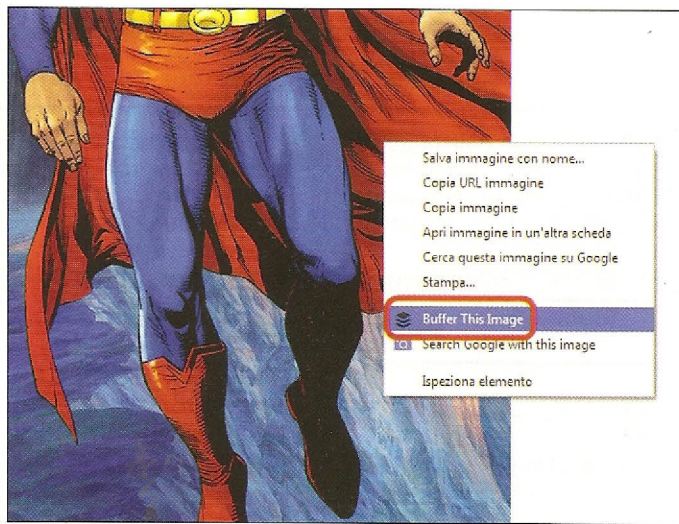 Salva immagine con nome...
Copia URL immagine
Copia immagine
Apri immagine in un'altra scheda
Cerca questa immagine su Google
Stampa...
Buffer This Image
Search Google with this image
Ispeziona elemento